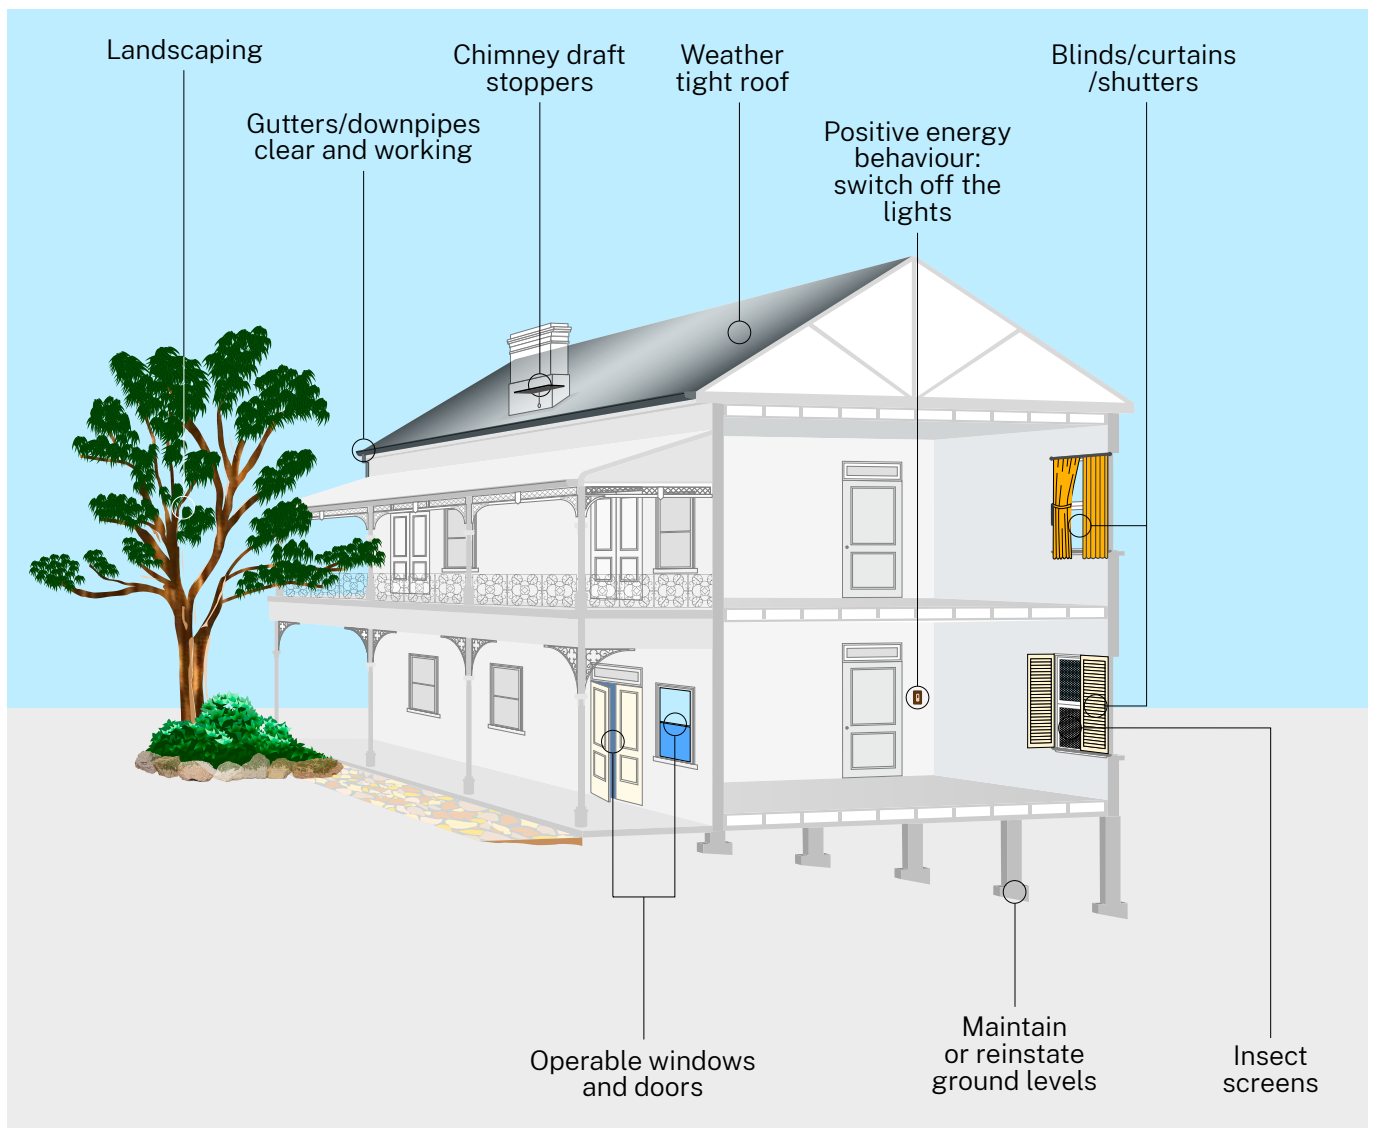 Landscaping
Chimney draft
stoppers
Weather
tight roof
Blinds/curtains
/shutters
Gutters/downpipes
clear and working
Positive energy
behaviour:
switch off the
lights
Operable windows
and doors
Maintain
or reinstate
ground levels
Insect
screens